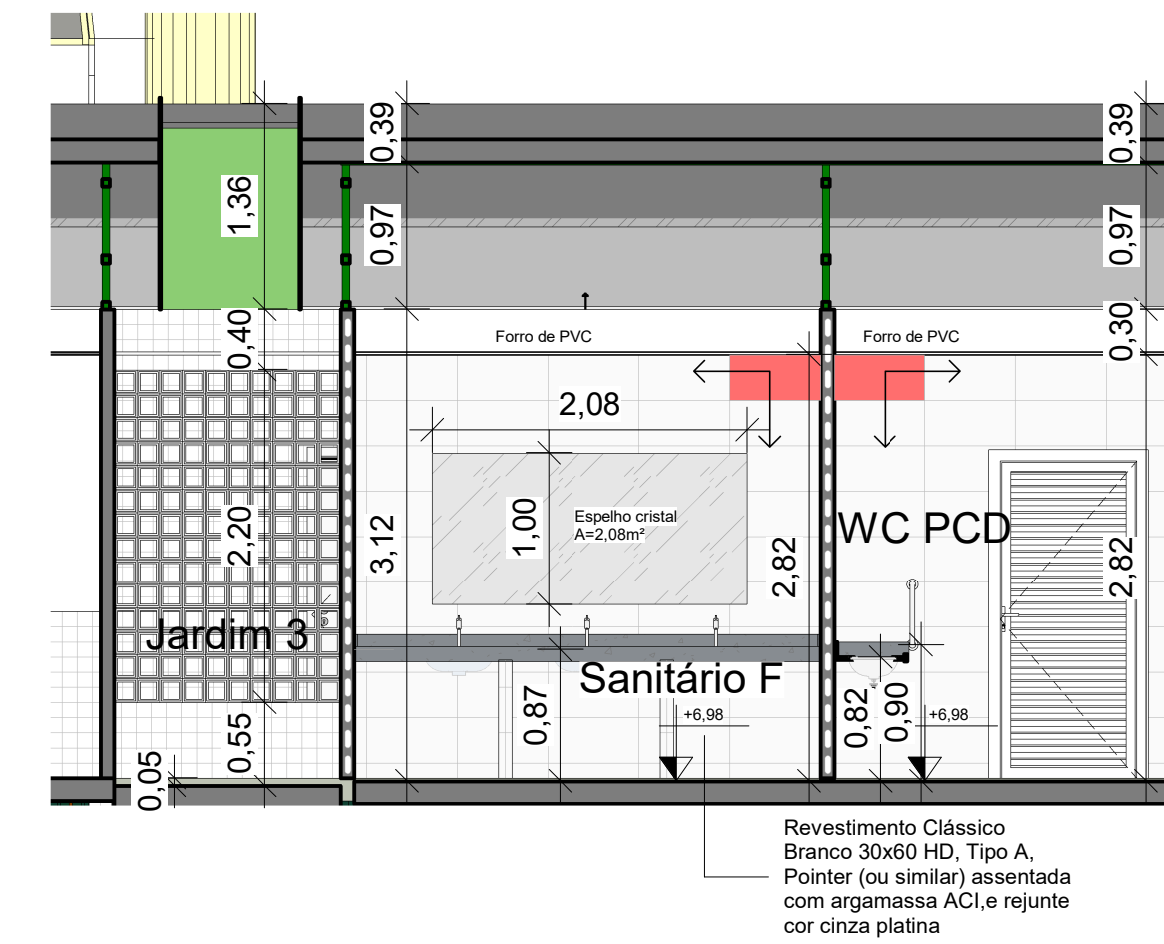 0,39
0,39
1,36
0,97
0,97
0,40
0,30
Forro de PVC
Forro de PVC
2,08
2,20
3,12
1,00
Espelho cristal
A=2,08m²
2,82
WC PCD
2,82
Jardim 3
Sanitário F
0,55
0,05
0,87
+6,98
0,82
0,90
+6,98
Revestimento Clássico
Branco 30x60 HD, Tipo A,
Pointer (ou similar) assentada
com argamassa ACI,e rejunte
cor cinza platina